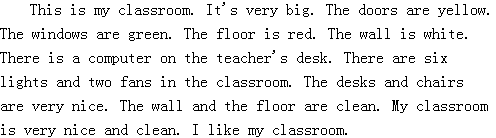 This is my classroom. It's very big. The doors are yellow.
The windows are green. The floor is red. The wall is white.
There is a computer on the teacher's desk. There are six
lights and two fans in the classroom. The desks and chairs
are very nice. The wall and the floor are clean. My classroom
is very nice and clean. I like my classroom.